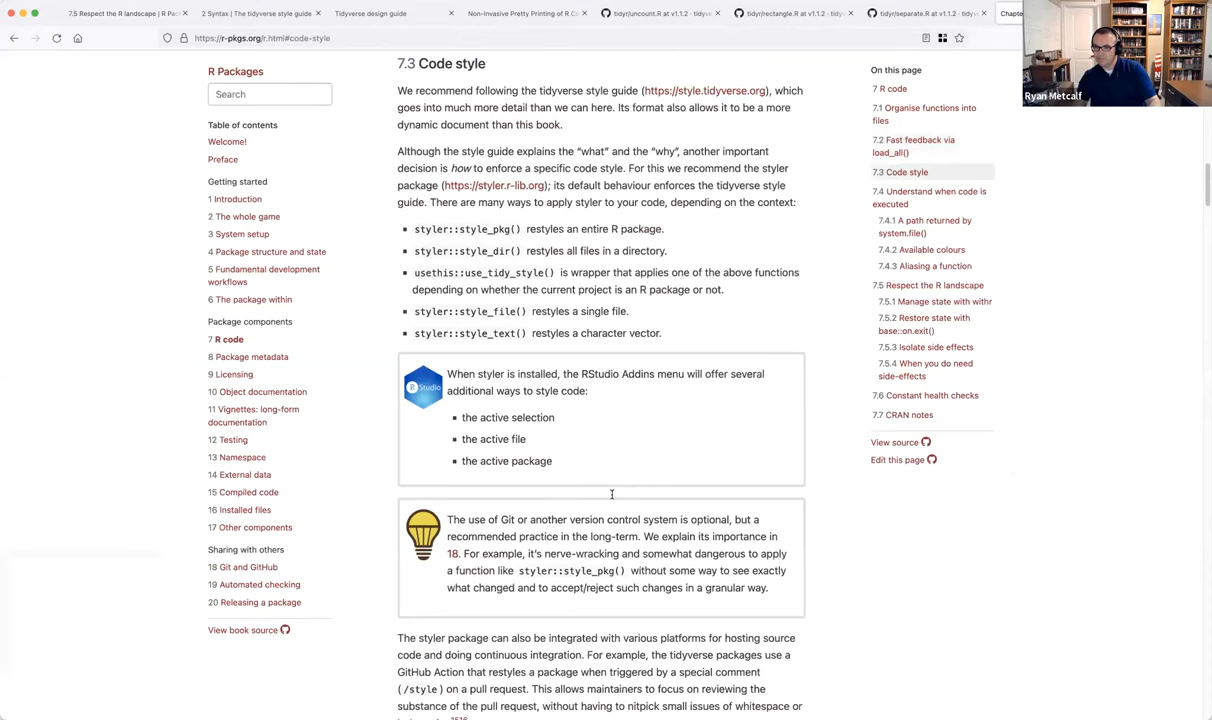 7.5 Respect the R landscape | R Pac
2 Syntax | The tidyverse style guide
Tidyverse design guide
Non-Invasive Pretty Printing of R C
tidyr/uncount.R at v1.1.2 · tidyve
tidyr/rectangle.R at v1.1.2 · tidyv
tidyr/separate.R at v1.1.2 · tidyv
Chapte
https://r-pkgs.org/r.html#code-style
Ryan Metcalf
R Packages
Search
Table of contents
Welcome!
Preface
Getting started
1 Introduction
2 The whole game
3 System setup
4 Package structure and state
5 Fundamental development
workflows
6 The package within
Package components
7 R code
8 Package metadata
9 Licensing
10 Object documentation
11 Vignettes: long-form
documentation
12 Testing
13 Namespace
14 External data
15 Compiled code
16 Installed files
17 Other components
Sharing with others
18 Git and GitHub
19 Automated checking
20 Releasing a package
View book source
7.3 Code style
We recommend following the tidyverse style guide (https://style.tidyverse.org), which
goes into much more detail than we can here. Its format also allows it to be a more
dynamic document than this book.
Although the style guide explains the “what” and the “why”, another important
decision is how to enforce a specific code style. For this we recommend the styler
package (https://styler.r-lib.org); its default behaviour enforces the tidyverse style
guide. There are many ways to apply styler to your code, depending on the context:
styler::style_pkg() restyles an entire R package.
styler::style_dir() restyles all files in a directory.
usethis::use_tidy_style() is wrapper that applies one of the above functions
depending on whether the current project is an R package or not.
styler::style_file() restyles a single file.
styler::style_text() restyles a character vector.
R Studio
When styler is installed, the RStudio Addins menu will offer several
additional ways to style code:
the active selection
the active file
the active package
The use of Git or another version control system is optional, but a
recommended practice in the long-term. We explain its importance in
18. For example, it’s nerve-wracking and somewhat dangerous to apply
a function like styler::style_pkg() without some way to see exactly
what changed and to accept/reject such changes in a granular way.
The styler package can also be integrated with various platforms for hosting source
code and doing continuous integration. For example, the tidyverse packages use a
GitHub Action that restyles a package when triggered by a special comment
(/style) on a pull request. This allows maintainers to focus on reviewing the
substance of the pull request, without having to nitpick small issues of whitespace or
On this page
7 R code
7.1 Organise functions into
files
7.2 Fast feedback via
load_all()
7.3 Code style
7.4 Understand when code is
executed
7.4.1 A path returned by
system.file()
7.4.2 Available colours
7.4.3 Aliasing a function
7.5 Respect the R landscape
7.5.1 Manage state with withr
7.5.2 Restore state with
base::on.exit()
7.5.3 Isolate side effects
7.5.4 When you do need
side-effects
7.6 Constant health checks
7.7 CRAN notes
View source
Edit this page